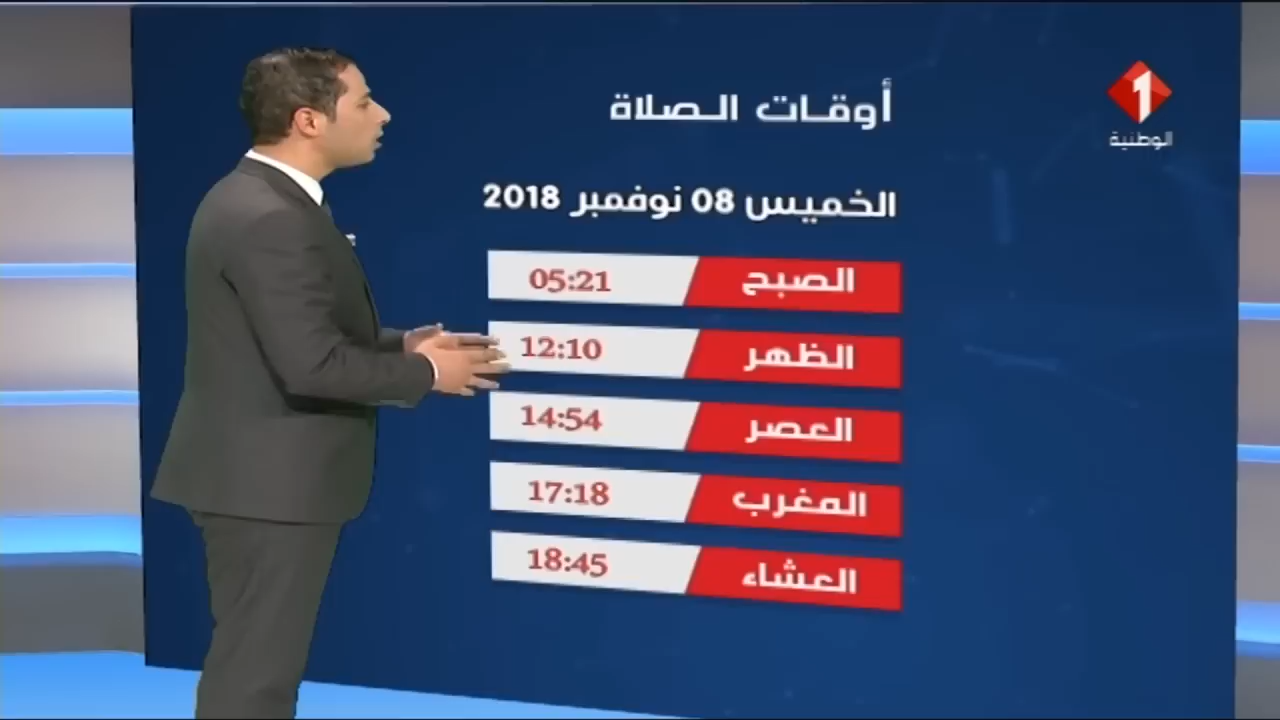 أوقات الصلاة
1
الوطنية
الخميس 08 نوفمبر 2018
الصبح 05:21
الظهر 12:10
العصر 14:54
المغرب 17:18
العشاء 18:45